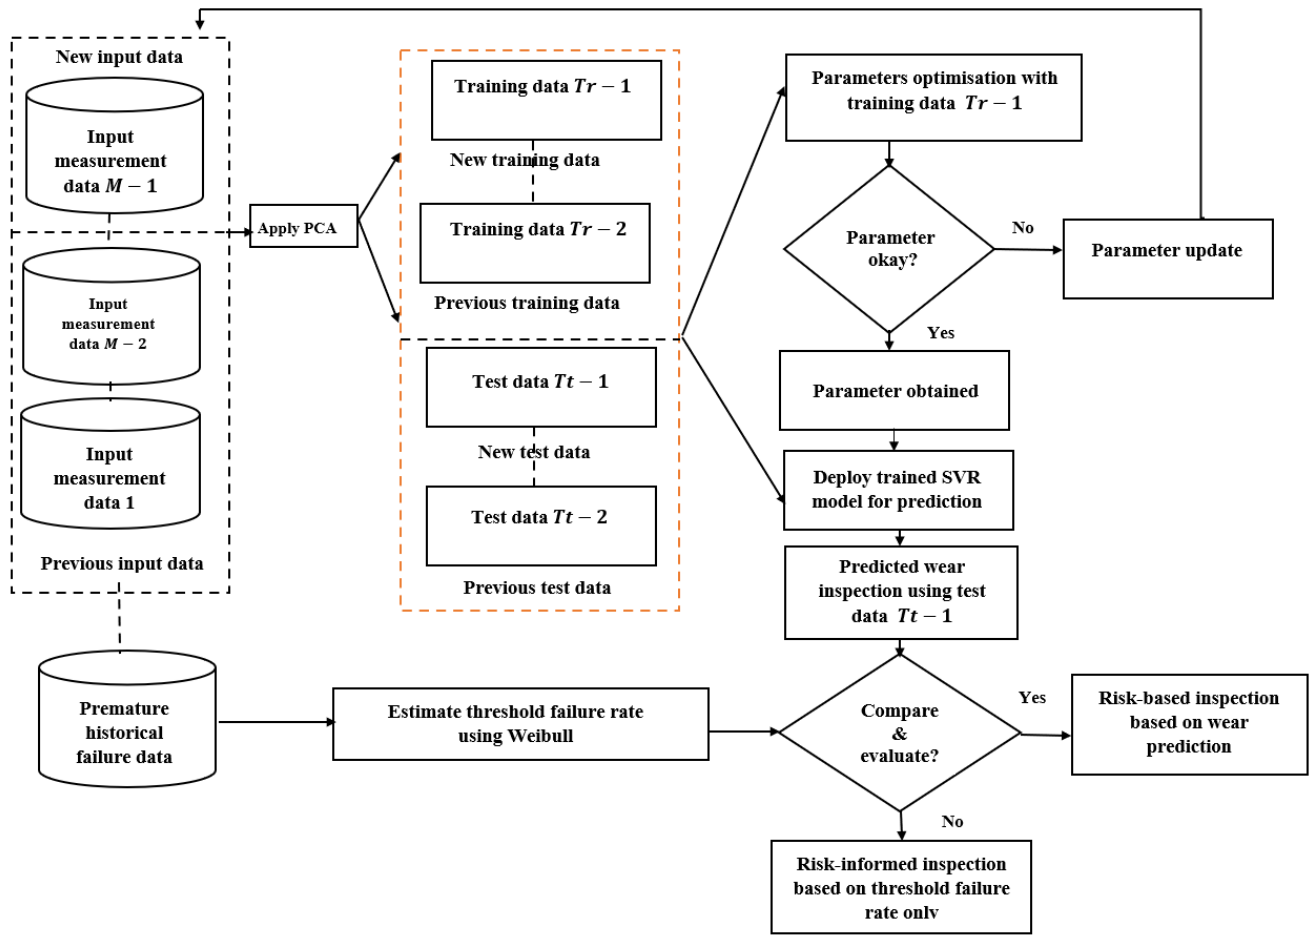 New input data
Input
measurement
data M − 1
Input
measurement
data M − 2
Input
measurement
data 1
Previous input data
Premature
historical
failure data
Apply PCA
Training data Tr − 1
New training data
Training data Tr − 2
Previous training data
Test data Tt − 1
New test data
Test data Tt − 2
Previous test data
Estimate threshold failure rate
using Weibull
Parameters optimisation with
training data Tr − 1
Parameter
okay?
No
Parameter update
Yes
Parameter obtained
Deploy trained SVR
model for prediction
Predicted wear
inspection using test
data Tt − 1
Compare
&
evaluate?
Yes
Risk-based inspection
based on wear
prediction
No
Risk-informed inspection
based on threshold failure
rate only